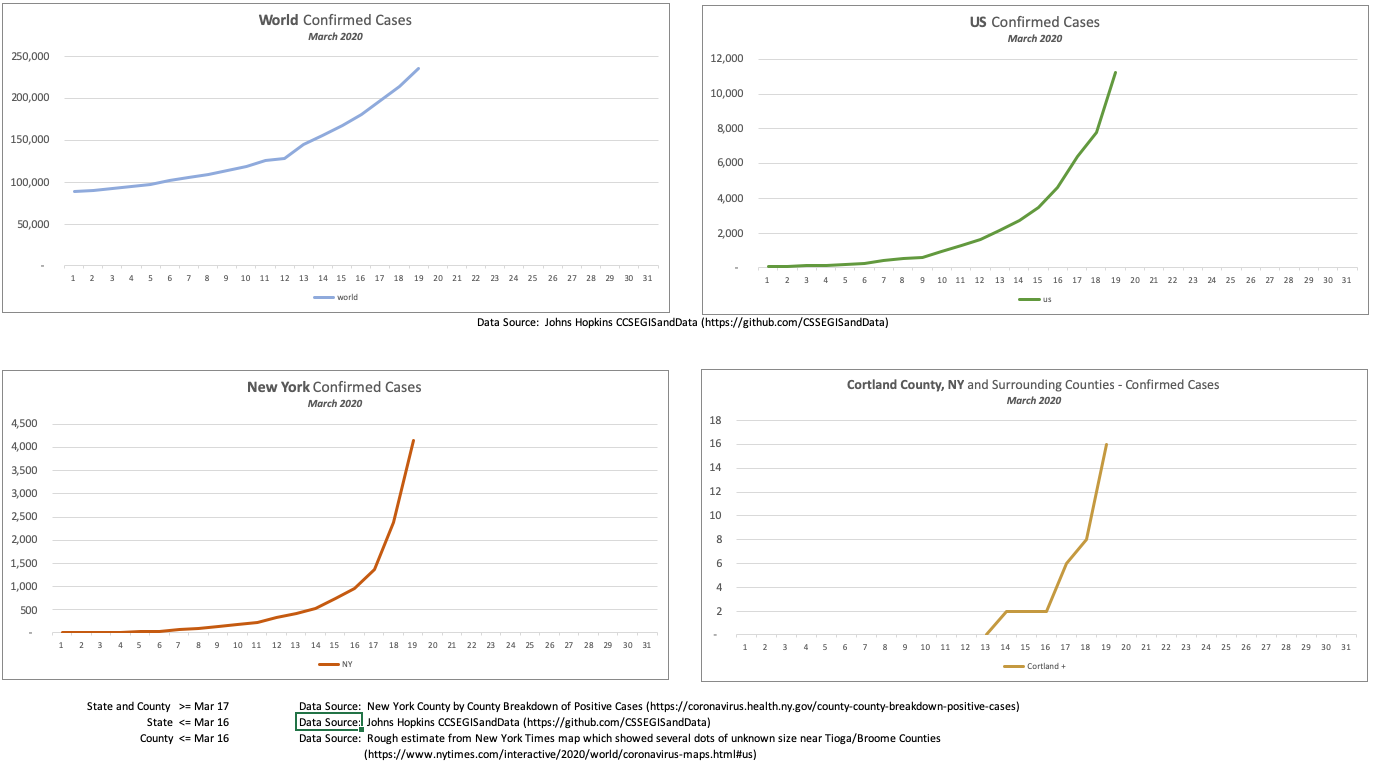 World Confirmed Cases
March 2020
250,000
200,000
150,000
100,000
50,000
-
1 2 3 4 5 6 7 8 9 10 11 12 13 14 15 16 17 18 19 20 21 22 23 24 25 26 27 28 29 30 31
world
US Confirmed Cases
March 2020
12,000
10,000
8,000
6,000
4,000
2,000
-
1 2 3 4 5 6 7 8 9 10 11 12 13 14 15 16 17 18 19 20 21 22 23 24 25 26 27 28 29 30 31
us
Data Source: Johns Hopkins CCSEGISandData (https://github.com/CSSEGISandData)
New York Confirmed Cases
March 2020
4,500
4,000
3,500
3,000
2,500
2,000
1,500
1,000
500
-
1 2 3 4 5 6 7 8 9 10 11 12 13 14 15 16 17 18 19 20 21 22 23 24 25 26 27 28 29 30 31
NY
Cortland County, NY and Surrounding Counties - Confirmed Cases
March 2020
18
16
14
12
10
8
6
4
2
-
1 2 3 4 5 6 7 8 9 10 11 12 13 14 15 16 17 18 19 20 21 22 23 24 25 26 27 28 29 30 31
Cortland +
State and County >= Mar 17 Data Source: New York County by County Breakdown of Positive Cases (https://coronavirus.health.ny.gov/county-county-breakdown-positive-cases)
State <= Mar 16 Data Source: Johns Hopkins CCSEGISandData (https://github.com/CSSEGISandData)
County <= Mar 16 Data Source: Rough estimate from New York Times map which showed several dots of unknown size near Tioga/Broome Counties
(https://www.nytimes.com/interactive/2020/world/coronavirus-maps.html#us)